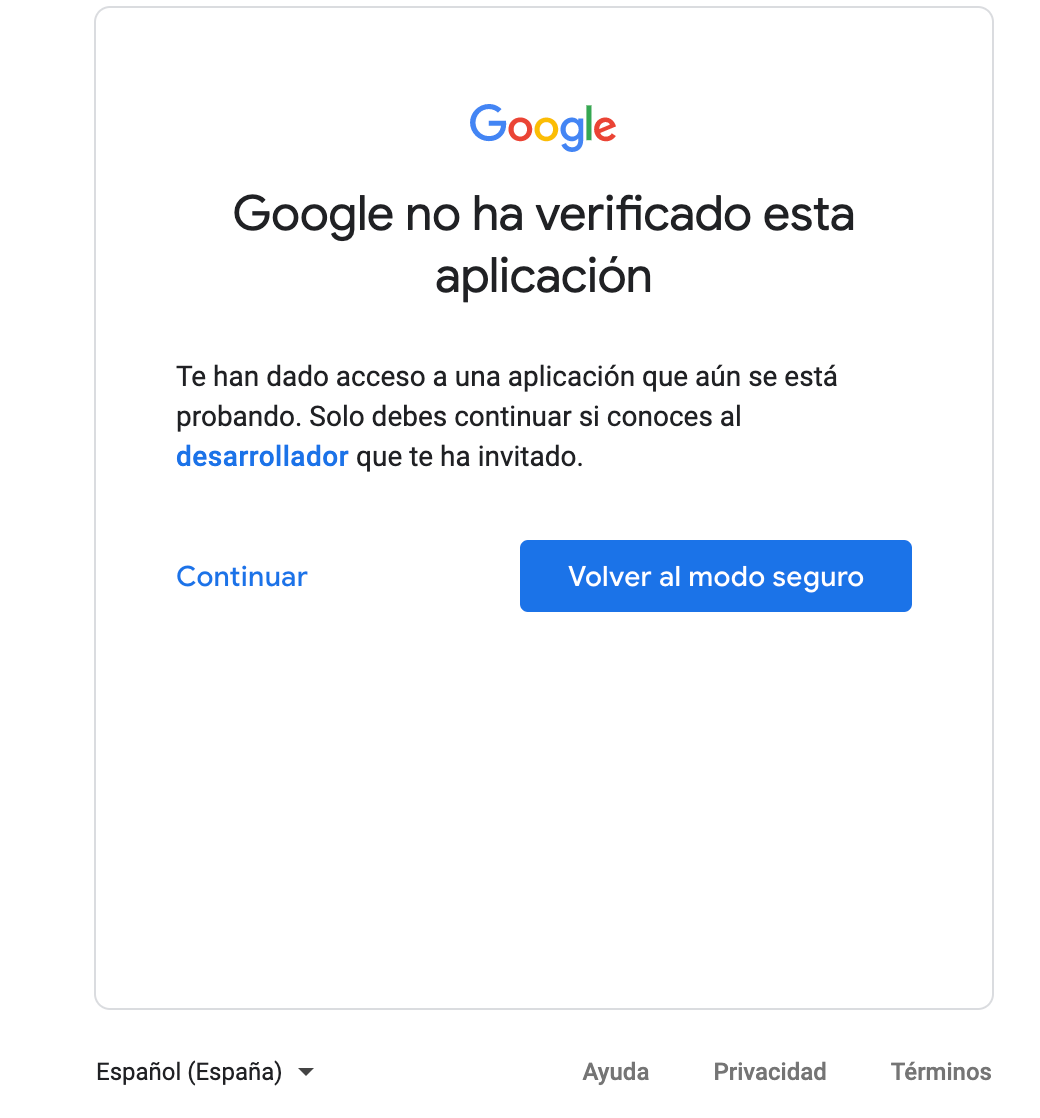 Google
Google no ha verificado esta
aplicación
Te han dado acceso a una aplicación que aún se está
probando. Solo debes continuar si conoces al
desarrollador que te ha invitado.
Continuar
Volver al modo seguro
Español (España)
Ayuda
Privacidad
Términos